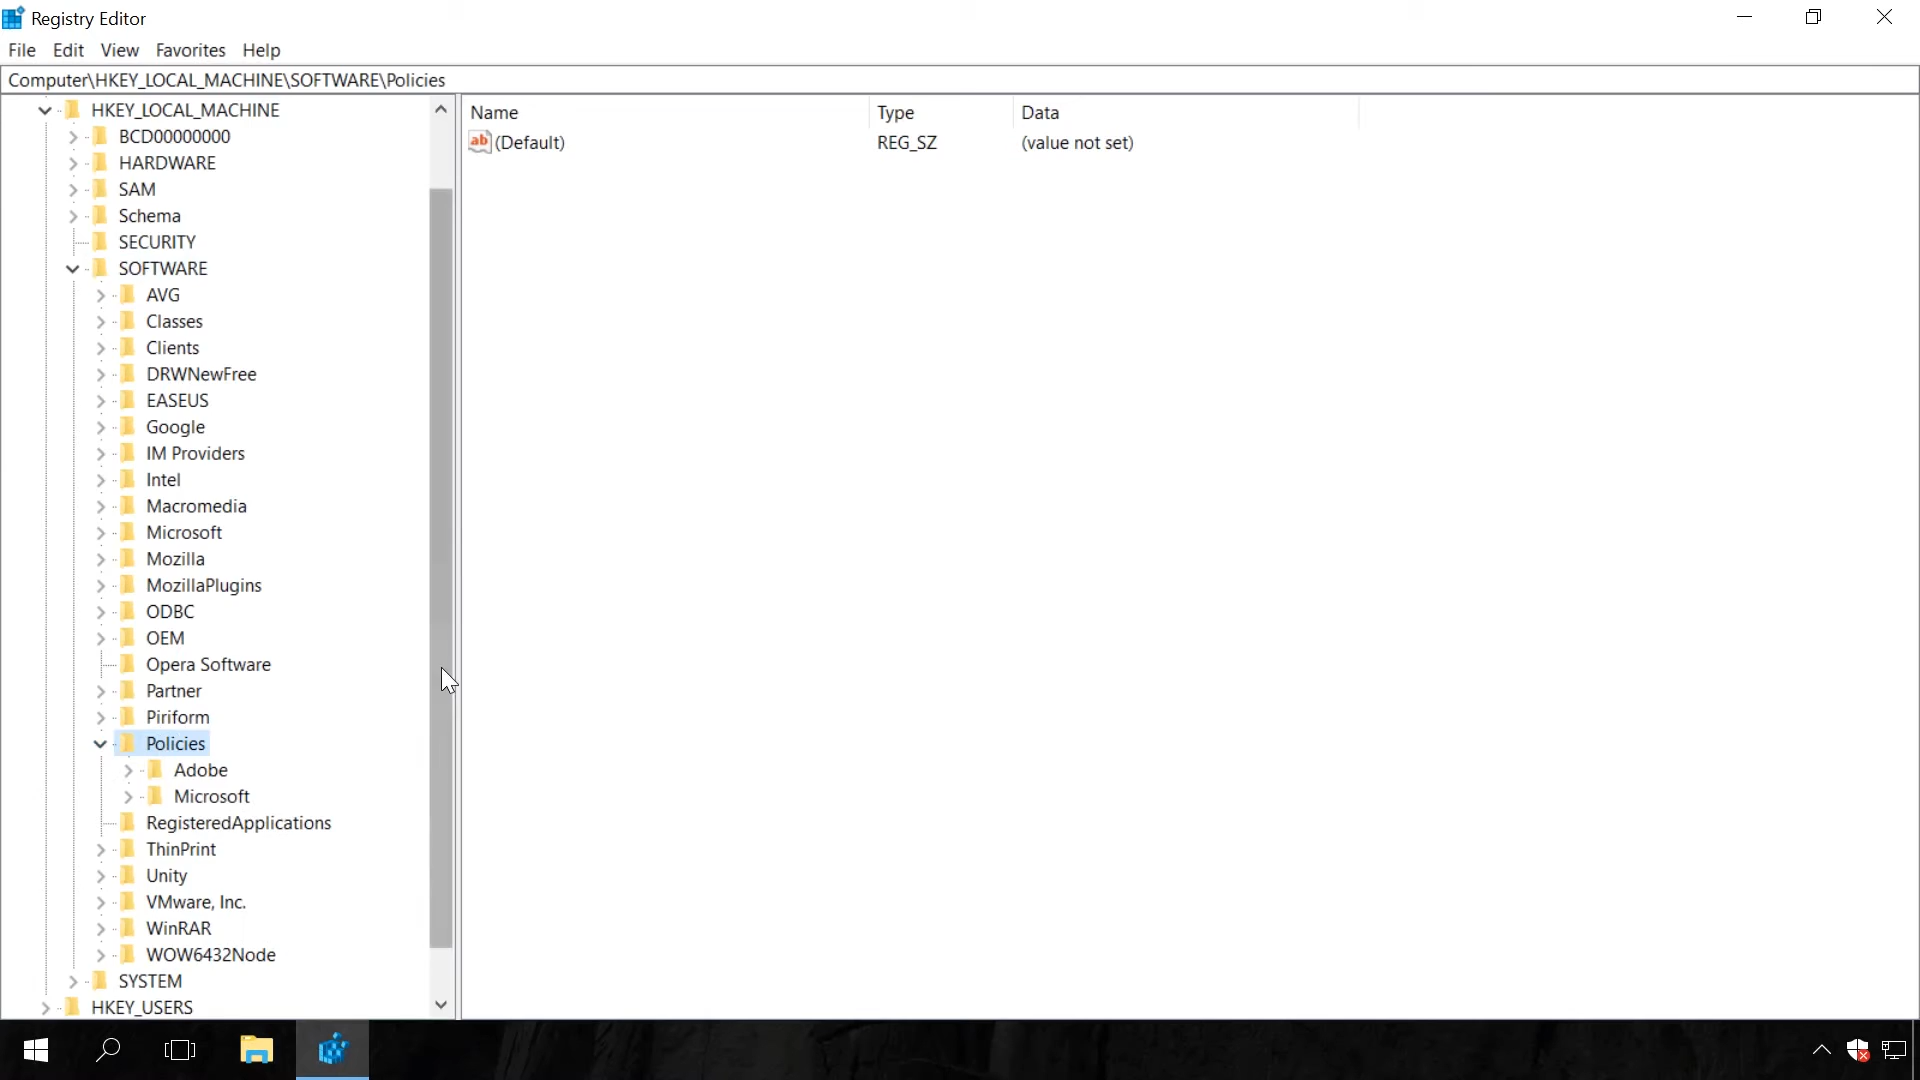 Registry Editor
File Edit View Favorites Help
Computer\HKEY_LOCAL_MACHINE\SOFTWARE\Policies
HKEY_LOCAL_MACHINE
BCD00000000
HARDWARE
SAM
Schema
SECURITY
SOFTWARE
AVG
Classes
Clients
DRWNewFree
EASEUS
Google
IM Providers
Intel
Macromedia
Microsoft
Mozilla
MozillaPlugins
ODBC
OEM
Opera Software
Partner
Piriform
Policies
Adobe
Microsoft
RegisteredApplications
ThinPrint
Unity
VMware, Inc.
WinRAR
WOW6432Node
SYSTEM
HKEY_USERS
Name Type Data
ab (Default) REG_SZ (value not set)